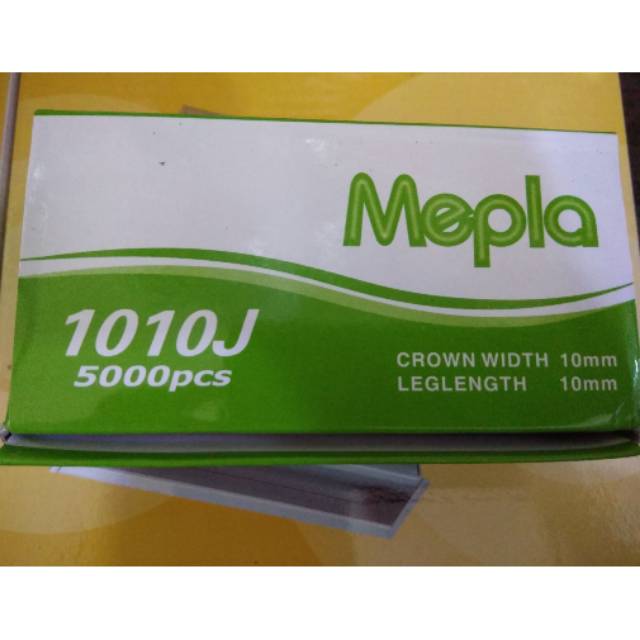 Mepla
1010J
5000pcs
CROWN WIDTH 10mm
LEGLENGTH 10mm